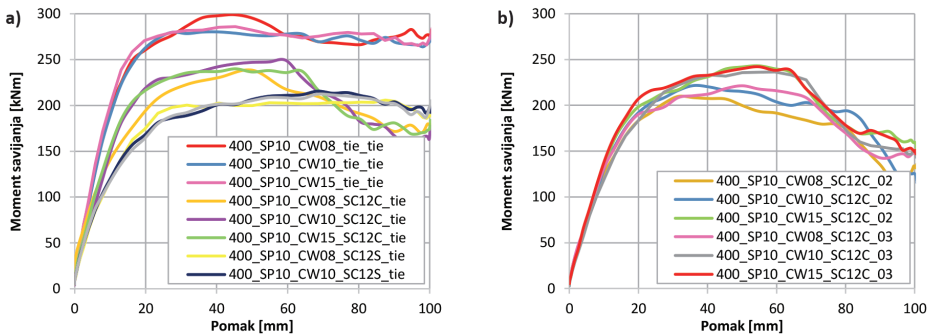 a)
Moment savijanja [kNm]
300
250
200
150
100
50
0
400_SP10_CW08_tie_tie
400_SP10_CW10_tie_tie
400_SP10_CW15_tie_tie
400_SP10_CW08_SC12C_tie
400_SP10_CW10_SC12C_tie
400_SP10_CW15_SC12C_tie
400_SP10_CW08_SC12S_tie
400_SP10_CW10_SC12S_tie
0 20 40 60 80 100
Pomak [mm]
b)
Moment savijanja [kNm]
300
250
200
150
100
50
0
400_SP10_CW08_SC12C_02
400_SP10_CW10_SC12C_02
400_SP10_CW15_SC12C_02
400_SP10_CW08_SC12C_03
400_SP10_CW10_SC12C_03
400_SP10_CW15_SC12C_03
0 20 40 60 80 100
Pomak [mm]